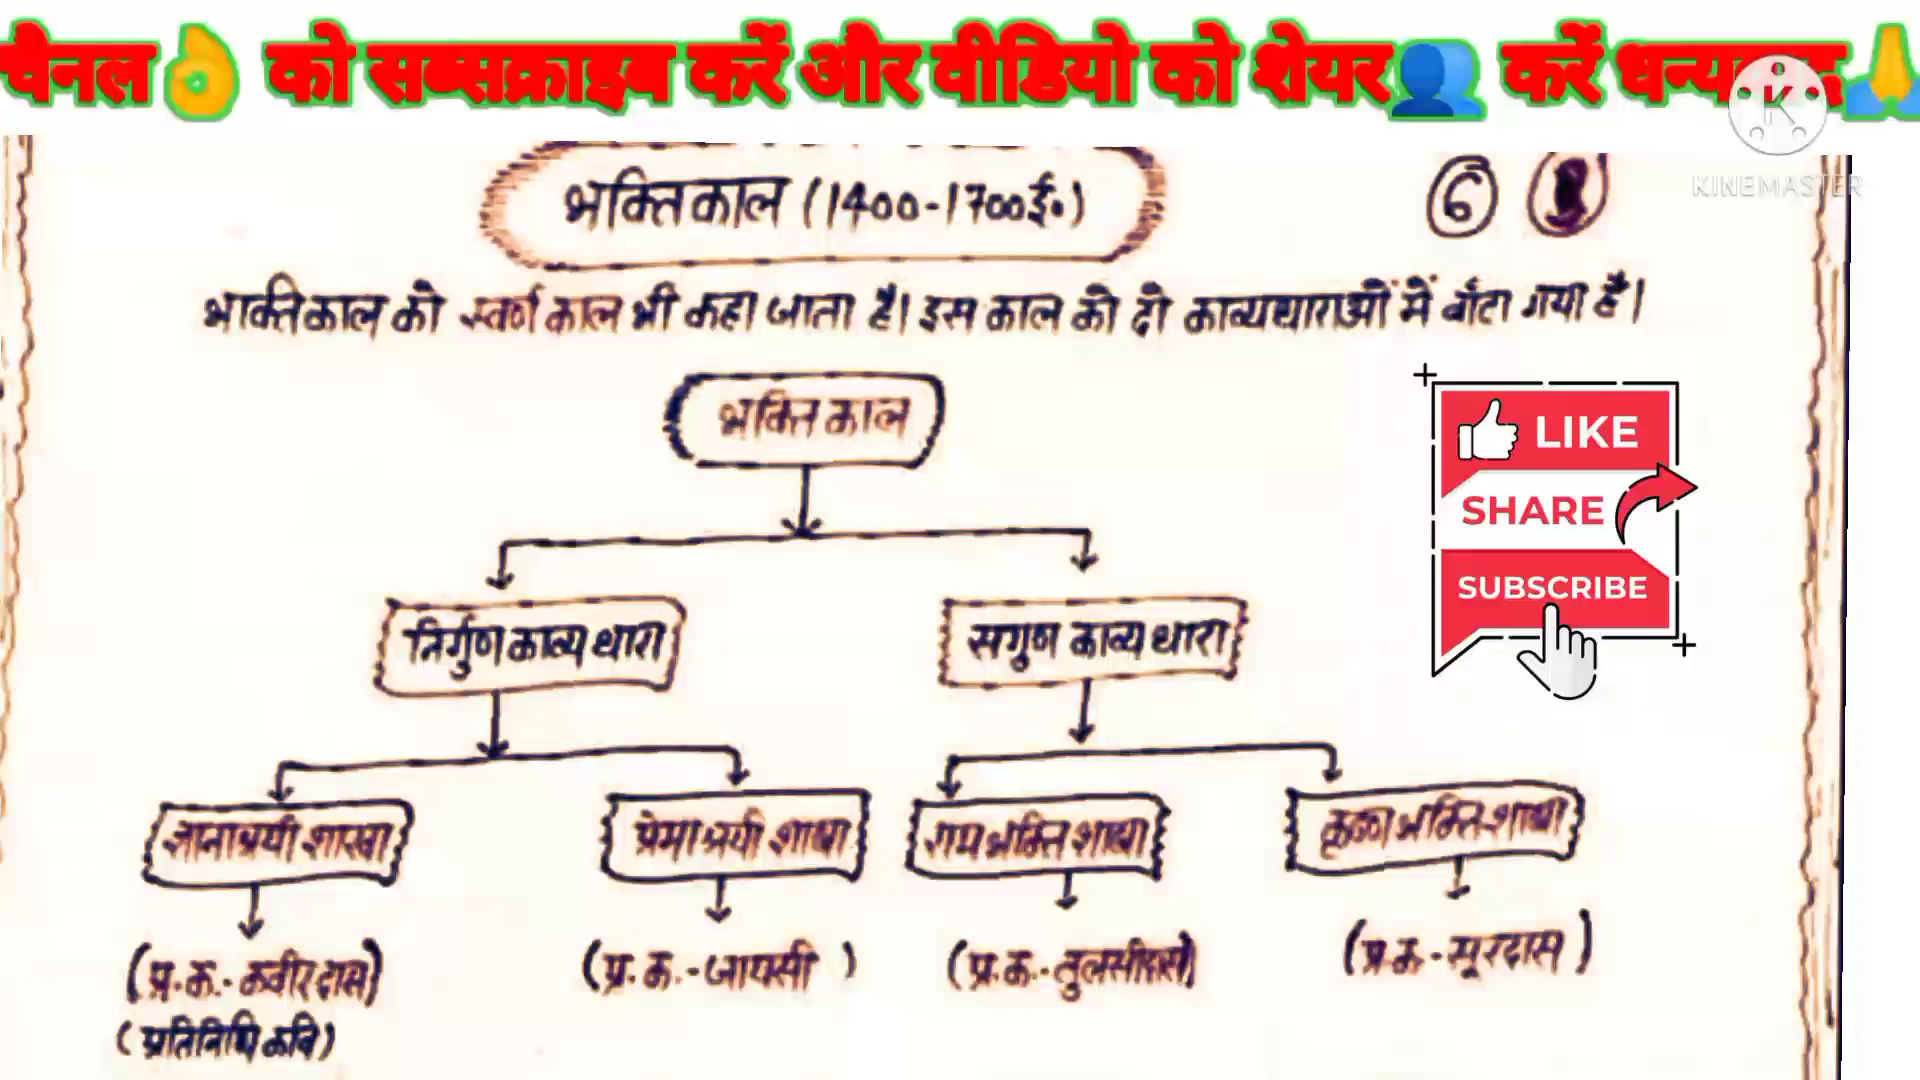 चैनल👌 को सब्सक्राइब करें और वीडियो को शेयर👥 करें 🙏
KINEMASTER
भक्तिकाल (1400-1700ई०)
6
भक्तिकाल को स्वर्ण काल भी कहा जाता है। इस काल को दो काव्यधाराओं में बाँटा गया है।
भक्ति काल
LIKE
SHARE
SUBSCRIBE
निर्गुण काव्य धारा
सगुण काव्य धारा
ज्ञानाश्रयी शाखा
प्रेमाश्रयी शाखा
राम भक्ति शाखा
कृष्ण भक्ति शाखा
(प्र.क.-कबीरदास)
(प्र.क.-जायसी )
(प्र.क.-तुलसीदास)
(प्र.क-सूरदास )
(प्रतिनिधि कवि)